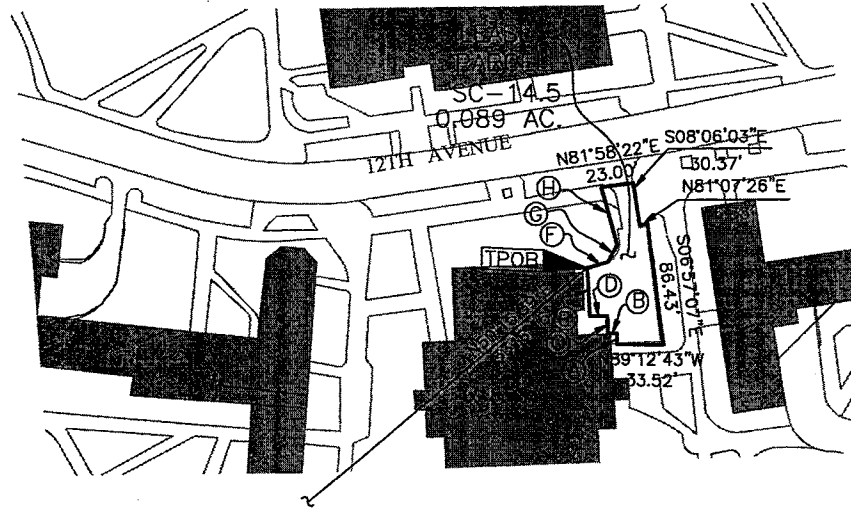 LEASE
PARCEL
SC-14.5
0.089 AC.
12TH AVENUE
N81°58'22"E
23.00'
S08°06'03"E
30.37'
N81°07'26"E
H
G
F
TPOB
D
B
S06°57'07"E
86.43'
89°12'43"W
33.52'